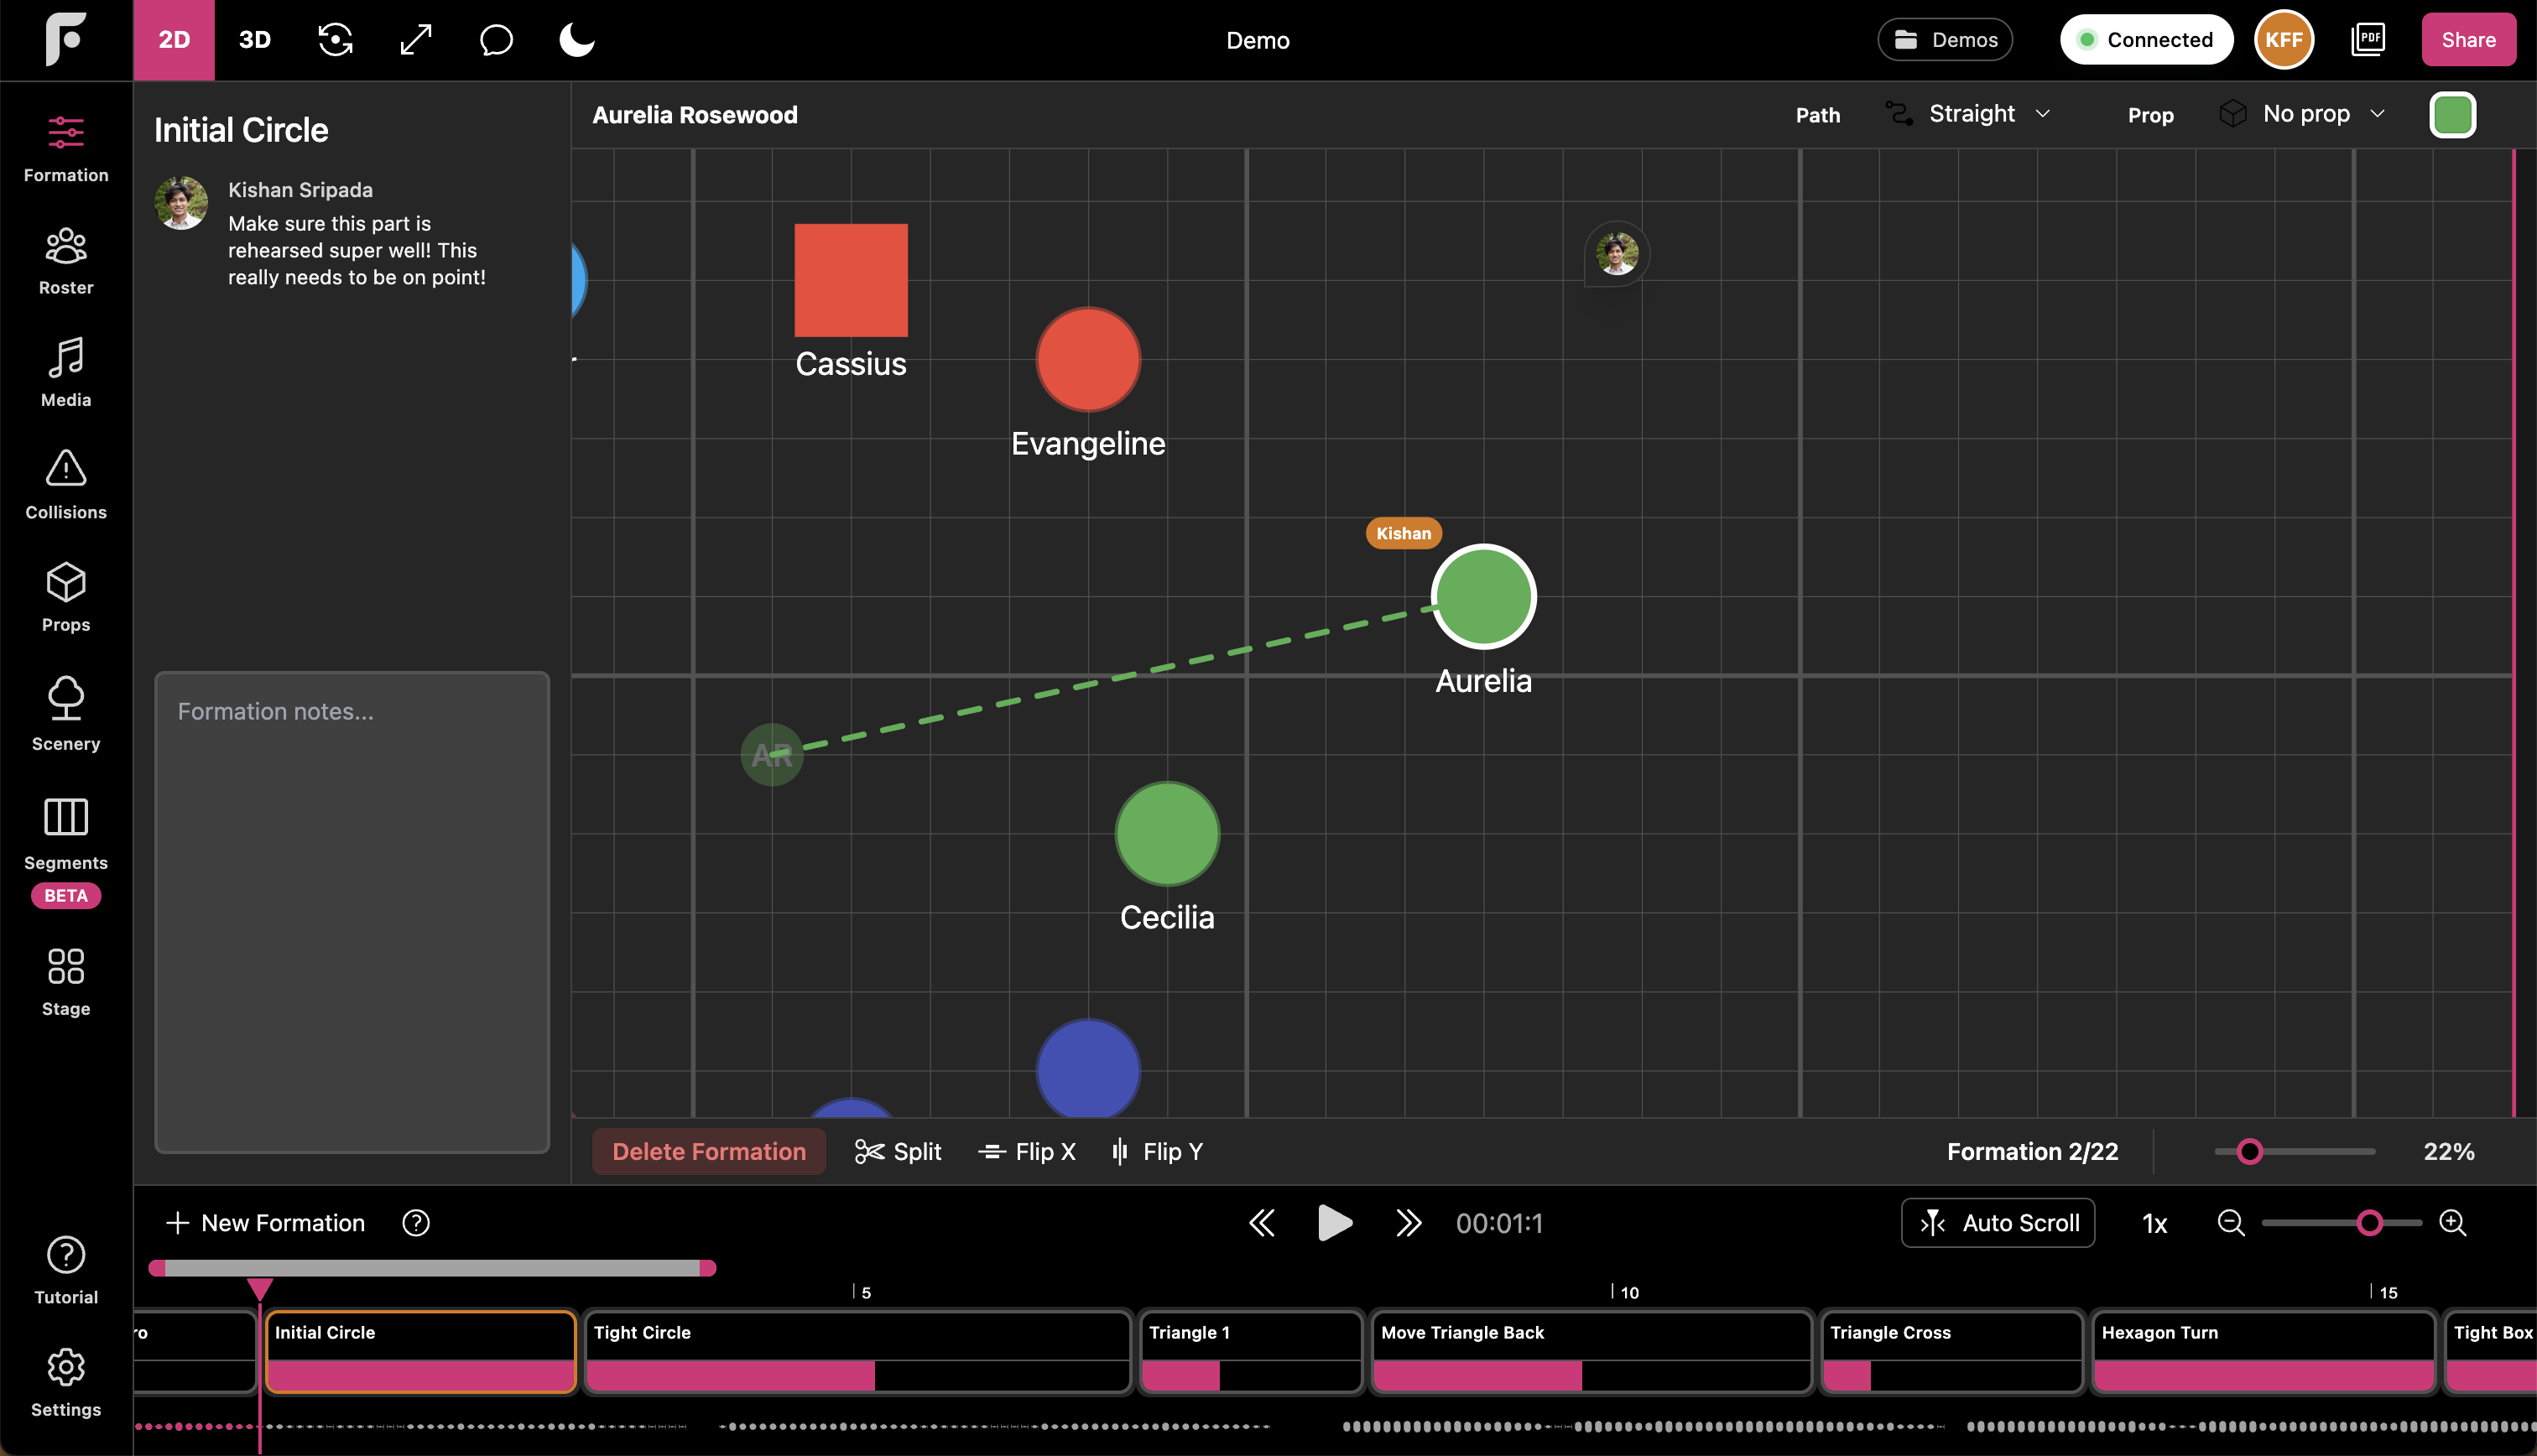 2D
3D
Demo
Demos
Connected
KFF
PDF
Share
Formation
Roster
Media
Collisions
Props
Scenery
Segments
BETA
Stage
Tutorial
Settings
Initial Circle
Kishan Sripada
Make sure this part is
rehearsed super well! This
really needs to be on point!
Formation notes...
Aurelia Rosewood
Path
Straight
Prop
No prop
r
Cassius
Evangeline
Kishan
Aurelia
AR
Cecilia
Delete Formation
Split
Flip X
Flip Y
Formation 2/22
22%
New Formation
00:01:1
Auto Scroll
1x
5
10
15
ro
Initial Circle
Tight Circle
Triangle 1
Move Triangle Back
Triangle Cross
Hexagon Turn
Tight Box